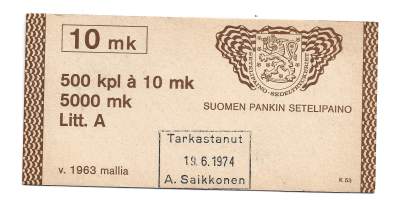 10 mk
500 kpl à 10 mk
5000 mk
Litt. A
SUOMEN PANKIN SETELIPAINO
Tarkastanut
19.6.1974
A. Saikkonen
v. 1963 mallia
K 53